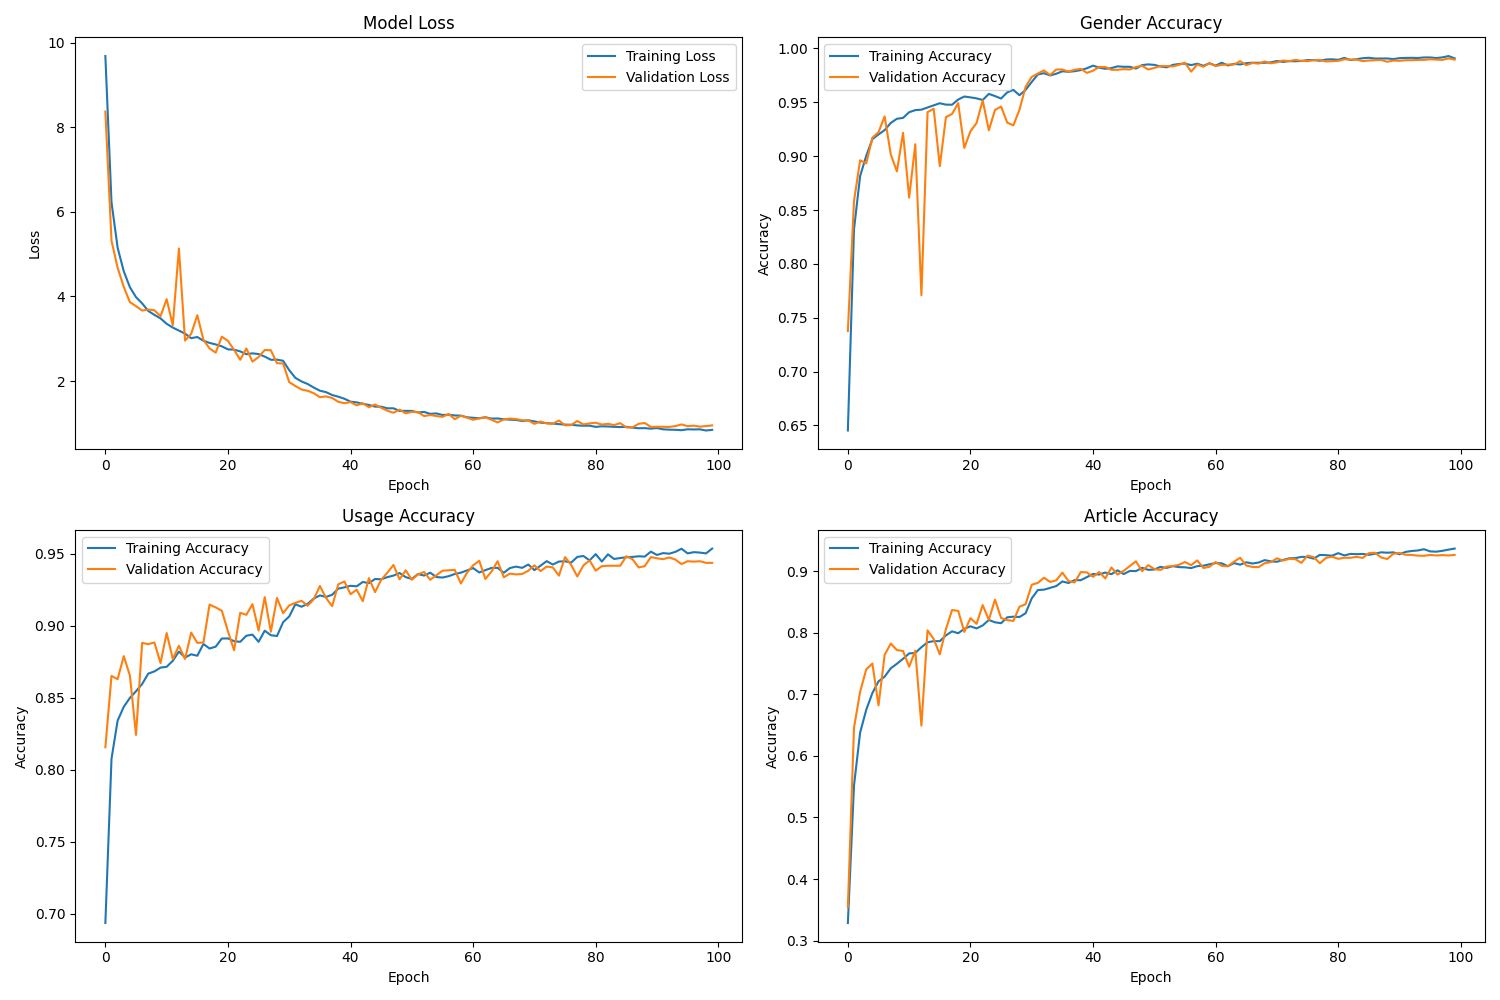 Model Loss
10
8
6
4
2
Loss
0
20
40
60
80
100
Epoch
Training Loss
Validation Loss
Gender Accuracy
1.00
0.95
0.90
0.85
0.80
0.75
0.70
0.65
Accuracy
0
20
40
60
80
100
Epoch
Training Accuracy
Validation Accuracy
Usage Accuracy
0.95
0.90
0.85
0.80
0.75
0.70
Accuracy
0
20
40
60
80
100
Epoch
Training Accuracy
Validation Accuracy
Article Accuracy
0.9
0.8
0.7
0.6
0.5
0.4
0.3
Accuracy
0
20
40
60
80
100
Epoch
Training Accuracy
Validation Accuracy